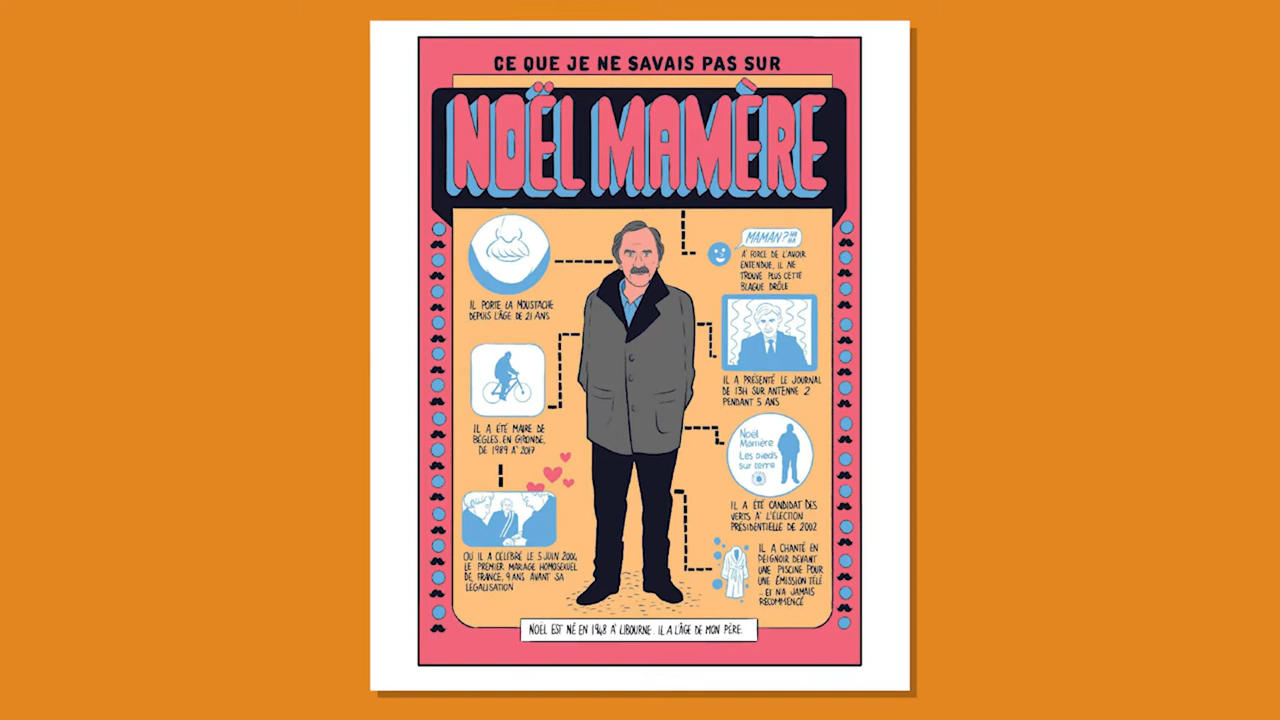 CE QUE JE NE SAVAIS PAS SUR
NOËL MAMÈRE
IL PORTE LA MOUSTACHE
DEPUIS L'ÂGE DE 21 ANS
IL A ÉTÉ MAIRE DE
BÈGLES, EN GIRONDE,
DE 1989 À 2017
OÙ IL A CÉLÉBRÉ LE 5 JUIN 2004,
LE PREMIER MARIAGE HOMOSEXUEL
DE FRANCE, 9 ANS AVANT SA
LÉGALISATION
MAMAN? HA
HA
À FORCE DE L'AVOIR
ENTENDUE, IL NE
TROUVE PLUS CETTE
BLAGUE DRÔLE
IL A PRÉSENTÉ LE JOURNAL
DE 13H SUR ANTENNE 2
PENDANT 5 ANS
Noël
Mamère
Les pieds
sur terre
IL A ÉTÉ CANDIDAT DES
VERTS À L'ÉLECTION
PRÉSIDENTIELLE DE 2002
IL A CHANTÉ EN
PEIGNOIR DEVANT
UNE PISCINE POUR
UNE ÉMISSION TÉLÉ
...ET N'A JAMAIS
RECOMMENCÉ
NOËL EST NÉ EN 1948 À LIBOURNE. IL A L'ÂGE DE MON PÈRE.